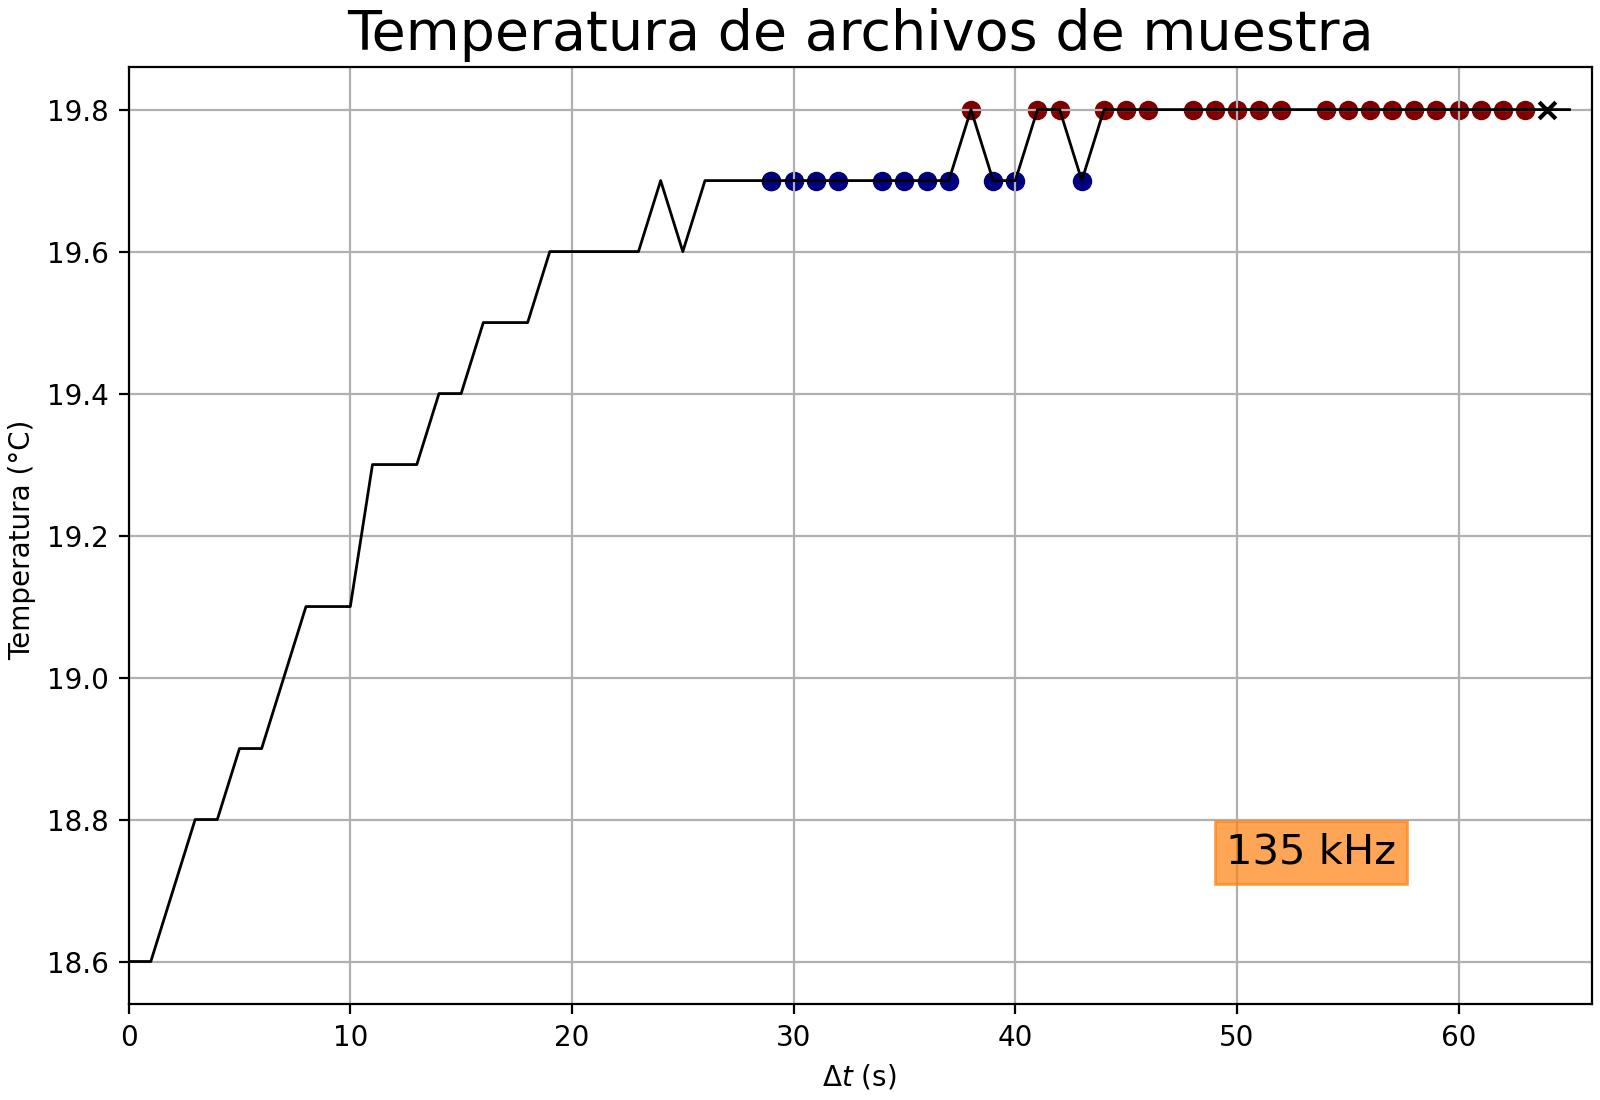 Temperatura de archivos de muestra
Temperatura (°C)
19.8
19.6
19.4
19.2
19.0
18.8
18.6
135 kHz
0 10 20 30 40 50 60
Δt (s)